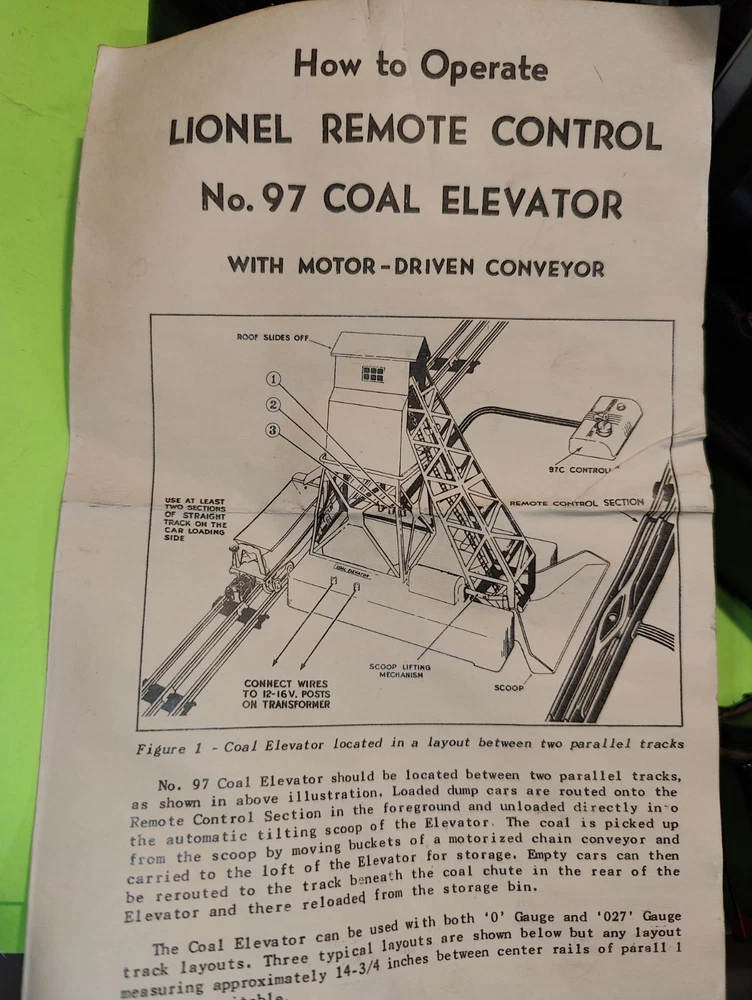 How to Operate
LIONEL REMOTE CONTROL
No. 97 COAL ELEVATOR
WITH MOTOR-DRIVEN CONVEYOR
ROOF SLIDES OFF
1
2
3
97C CONTROLL
USE AT LEAST
TWO SECTIONS
OF STRAIGHT
TRACK ON THE
CAR LOADING
SIDE
REMOTE CONTROL SECTION
COAL ELEVATOR
CONNECT WIRES
TO 12-16V. POSTS
ON TRANSFORMER
SCOOP LIFTING
MECHANISM
SCOOP
Figure 1 - Coal Elevator located in a layout between two parallel tracks
No. 97 Coal Elevator should be located between two parallel tracks,
as shown in above illustration. Loaded dump cars are routed onto the
Remote Control Section in the foreground and unloaded directly in o
the automatic tilting scoop of the Elevator. The coal is picked up
from the scoop by moving buckets of a motorized chain conveyor and
carried to the loft of the Elevator for storage. Empty cars can then
be rerouted to the track beneath the coal chute in the rear of the
Elevator and there reloaded from the storage bin.
The Coal Elevator can be used with both '0' Gauge and '027' Gauge
track layouts. Three typical layouts are shown below but any layout
measuring approximately 14-3/4 inches between center rails of parall l